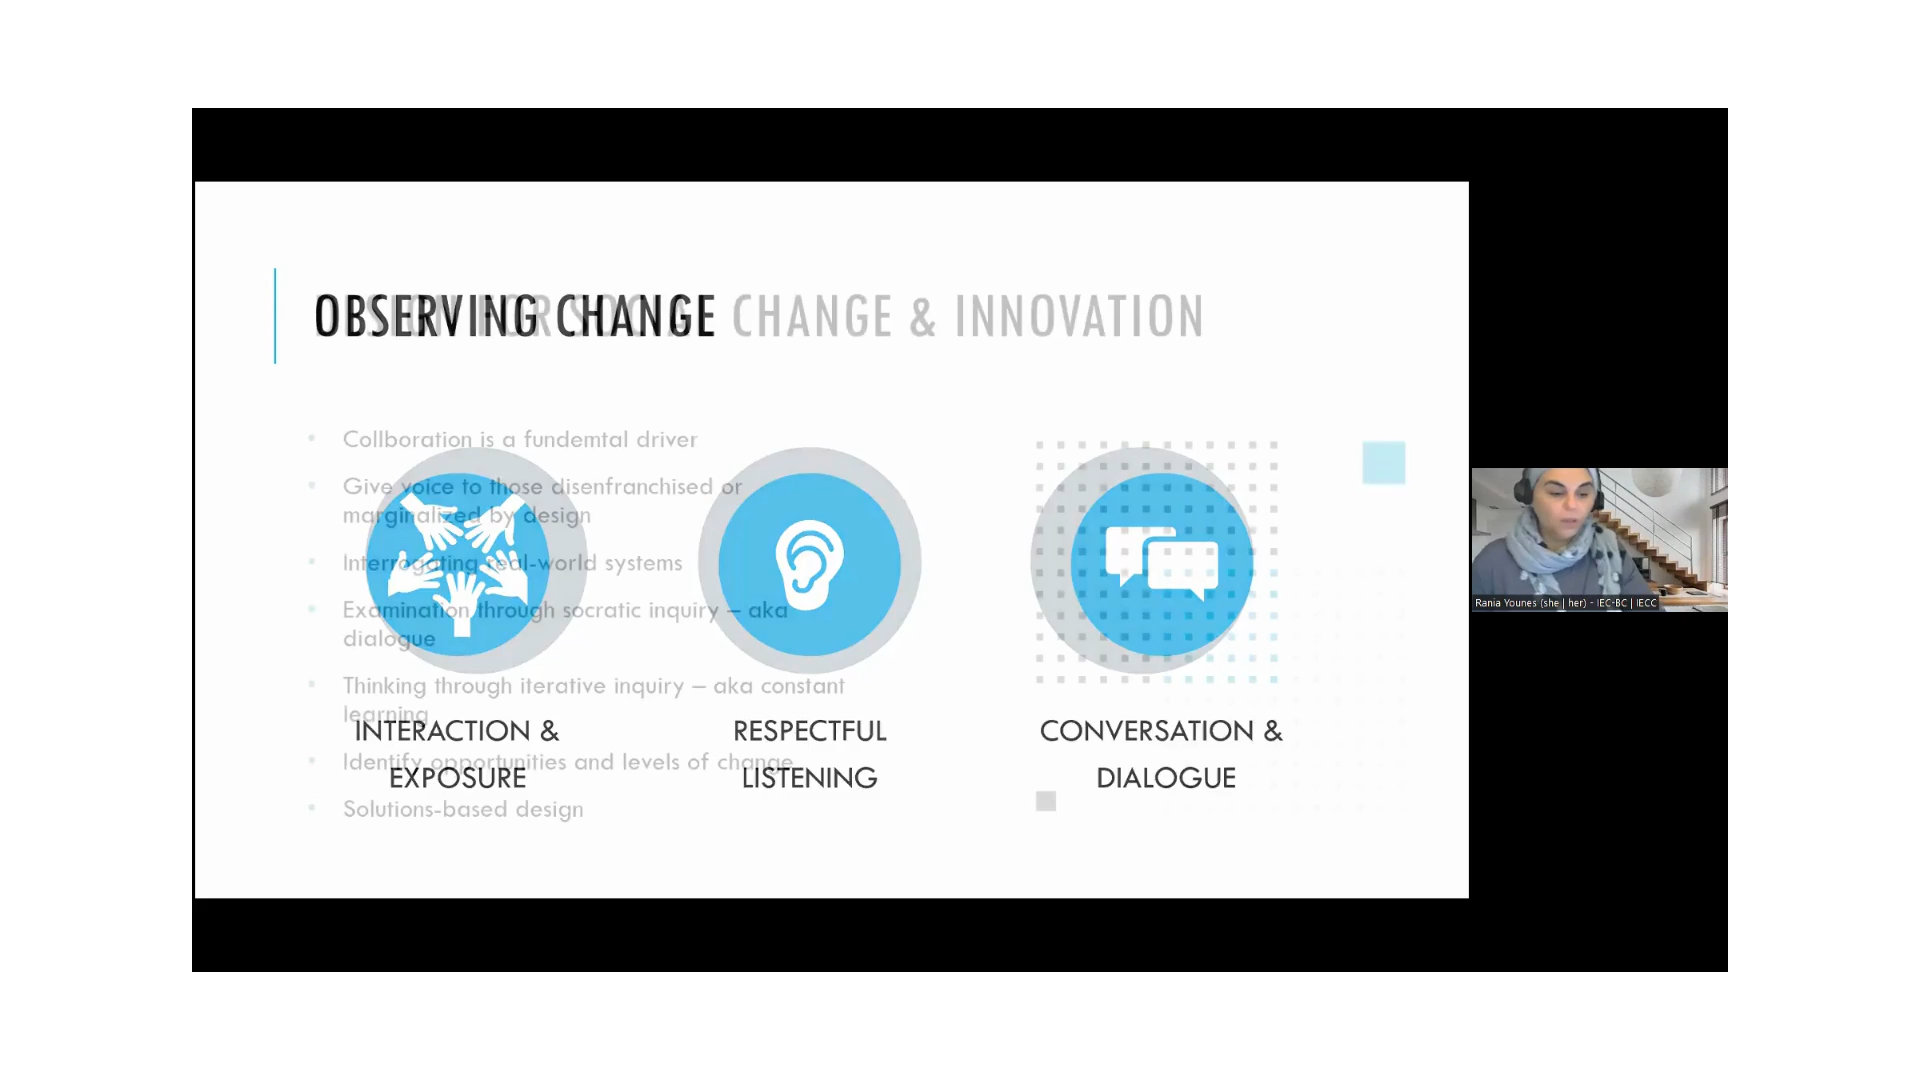 OBSERVING CHANGE
CHANGE & INNOVATION
Collboration is a fundemtal driver
Give voice to those disenfranchised or
marginalized by design
Interrogating real-world systems
Examination through socratic inquiry – aka
dialogue
Thinking through iterative inquiry – aka constant
learning
Identify opportunities and levels of change
Solutions-based design
INTERACTION &
EXPOSURE
RESPECTFUL
LISTENING
CONVERSATION &
DIALOGUE
Rania Younes (she | her) - IEC-BC | IECC